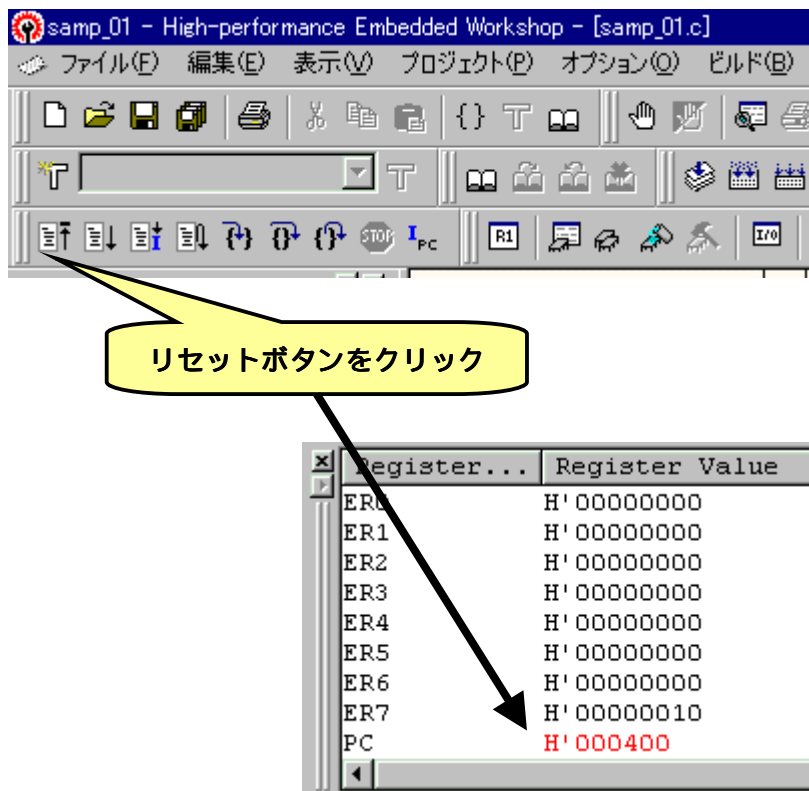 samp_01 - High-performance Embedded Workshop - [samp_01.c]
ファイル(F) 編集(E) 表示(V) プロジェクト(P) オプション(O) ビルド(B)
STOP I PC R1 I/O
リセットボタンをクリック
Register... Register Value
ER0 H'00000000
ER1 H'00000000
ER2 H'00000000
ER3 H'00000000
ER4 H'00000000
ER5 H'00000000
ER6 H'00000000
ER7 H'00000010
PC H'000400